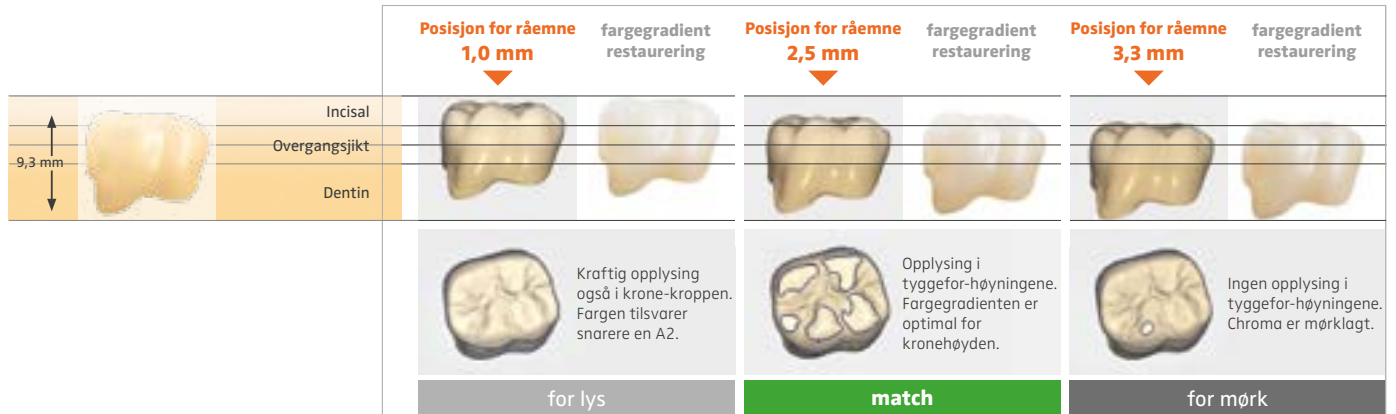 Posisjon for råemne
1,0 mm
fargegradient
restaurering
Posisjon for råemne
2,5 mm
fargegradient
restaurering
Posisjon for råemne
3,3 mm
fargegradient
restaurering
Incisal
Overgangsjikt
9,3 mm
Dentin
Kraftig opplysing
også i krone-kroppen.
Fargen tilsvarer
snarere en A2.
Opplysing i
tyggefor-høyningene.
Fargegradienten er
optimal for
kronehøyden.
Ingen opplysing i
tyggefor-høyningene.
Chroma er mørklagt.
for lys
match
for mørk